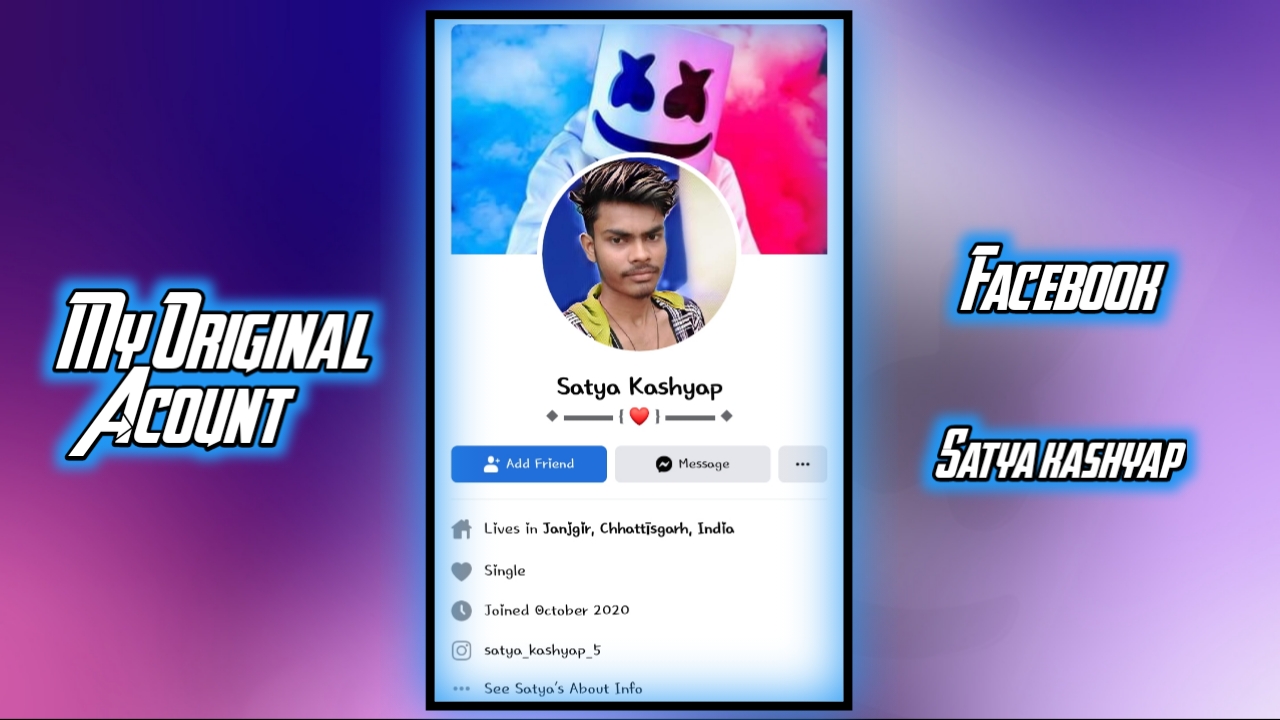 My Original
Acount
Satya Kashyap
{ ❤️ }
Add Friend
Message
Lives in Janjgir, Chhattisgarh, India
Single
Joined October 2020
satya_kashyap_5
See Satya's About Info
Facebook
Satya kashyap